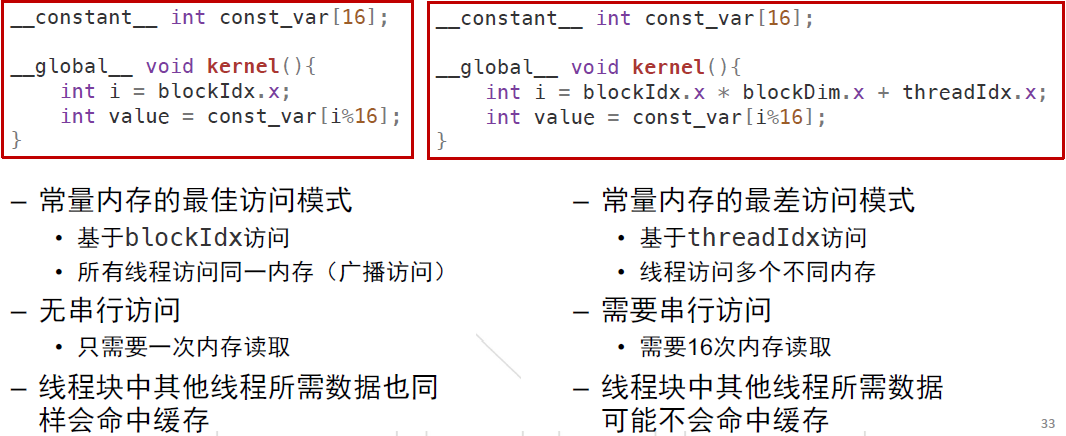 __constant__ int const_var[16];
__global__ void kernel(){
int i = blockIdx.x;
int value = const_var[i%16];
}
__constant__ int const_var[16];
__global__ void kernel(){
int i = blockIdx.x * blockDim.x + threadIdx.x;
int value = const_var[i%16];
}
– 常量内存的最佳访问模式
• 基于blockIdx访问
• 所有线程访问同一内存（广播访问）
– 无串行访问
• 只需要一次内存读取
– 线程块中其他线程所需数据也同
样会命中缓存
– 常量内存的最差访问模式
• 基于threadIdx访问
• 线程访问多个不同内存
– 需要串行访问
• 需要16次内存读取
– 线程块中其他线程所需数据
可能不会命中缓存
33